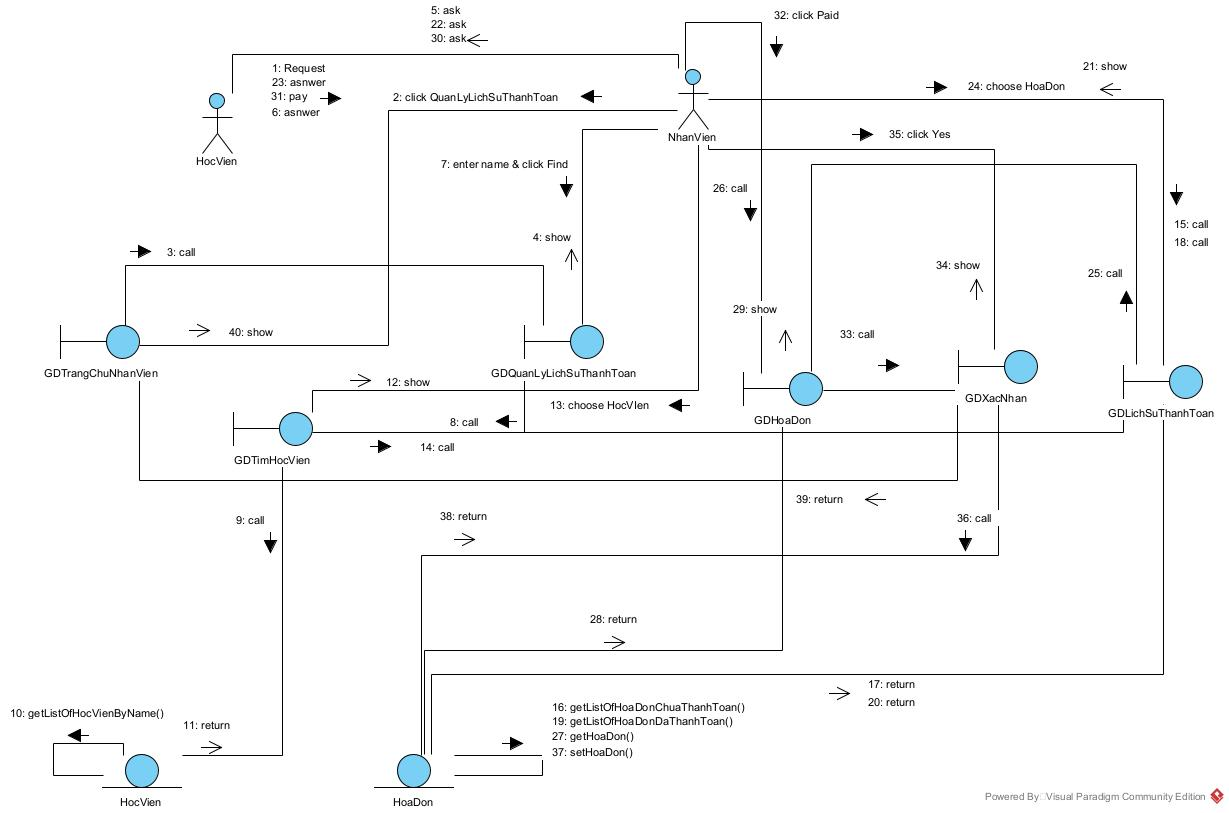 5: ask
22: ask
30: ask
32: click Paid
1: Request
23: asnwer
31: pay
6: asnwer
2: click QuanLyLichSuThanhToan
21: show
24: choose HoaDon
NhanVien
HocVien
35: click Yes
7: enter name & click Find
26: call
15: call
18: call
3: call
4: show
34: show
25: call
29: show
40: show
33: call
GDTrangChuNhanVien
GDQuanLyLichSuThanhToan
12: show
13: choose HocVIen
GDXacNhan
GDLichSuThanhToan
GDHoaDon
8: call
14: call
GDTimHocVien
39: return
9: call
38: return
36: call
28: return
17: return
20: return
10: getListOfHocVienByName()
11: return
16: getListOfHoaDonChuaThanhToan()
19: getListOfHoaDonDaThanhToan()
27: getHoaDon()
37: setHoaDon()
HocVien
HoaDon
Powered By Visual Paradigm Community Edition